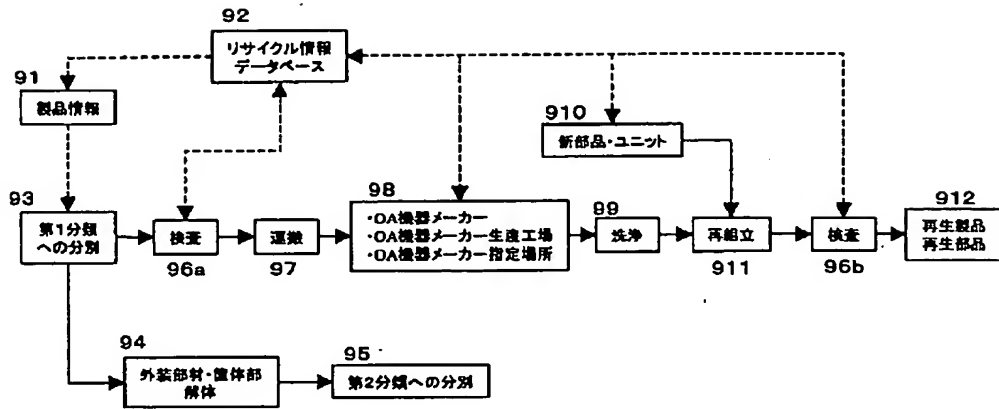 92
リサイクル情報
データベース
91
製品情報
910
新部品・ユニット
93
第1分類
への分別
検査
96a
運搬
97
98
・OA機器メーカー
・OA機器メーカー生産工場
・OA機器メーカー指定場所
99
洗浄
再組立
911
検査
96b
912
再生製品
再生部品
94
外装部材・筐体部
解体
95
第2分類への分別